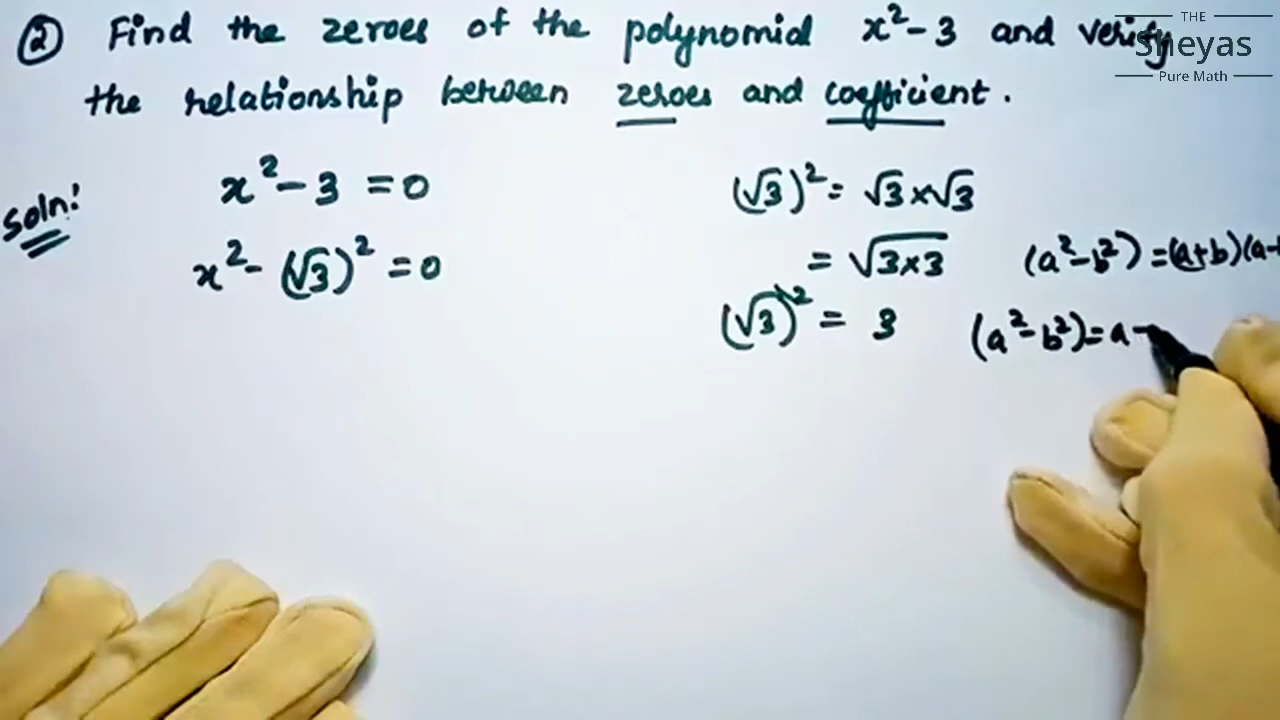 ② Find the zeroes of the polynomial x²-3 and verify
the relationship between zeroes and coefficient.
THE
Sheyas
Pure Math
Soln:
x²-3 =0
x²-(√3)²=0
(√3)²= √3×√3
= √3×3
(√3)² = 3
(a²-b²)=(a+b)(a-
(a²-b²)=a-